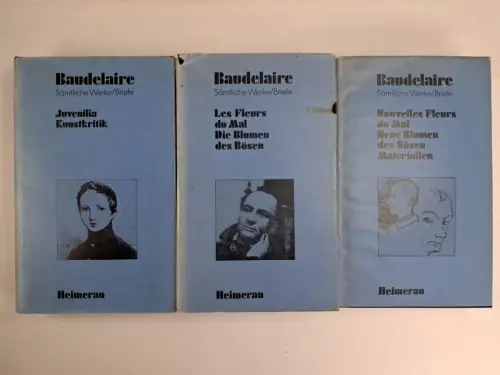 Baudelaire
Sämtliche Werke/Briefe
Juvenilia
Kunstkritik
Heimeran
Baudelaire
Sämtliche Werke/Briefe
Les Fleurs
du Mal
Die Blumen
des Bösen
Heimeran
Baudelaire
Sämtliche Werke/Briefe
Nouvelles Fleurs
du Mal
Neue Blumen
des Bösen
Materialien
Heimeran